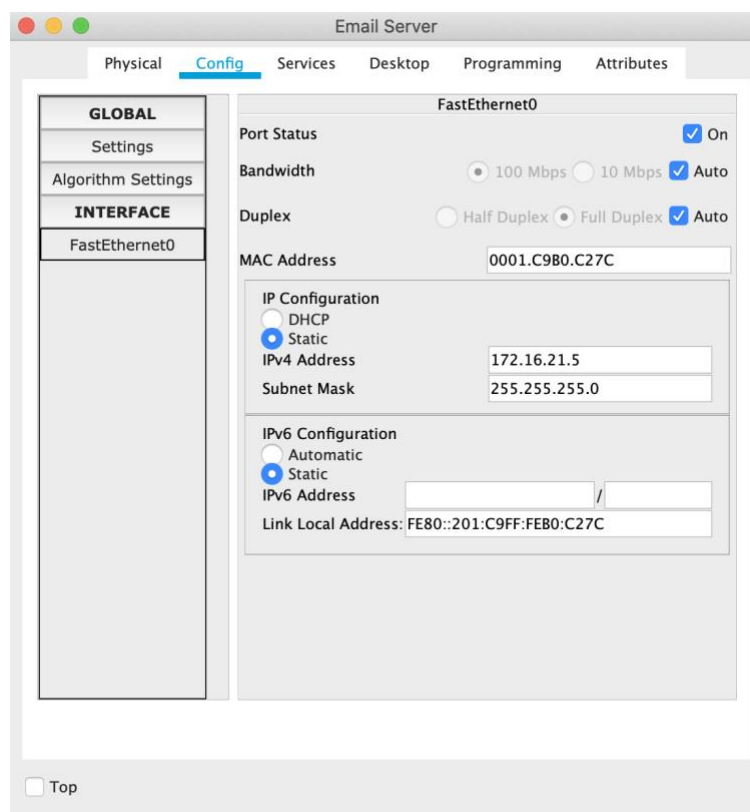 Email Server
Physical Config Services Desktop Programming Attributes
GLOBAL
Settings
Algorithm Settings
INTERFACE
FastEthernet0
FastEthernet0
Port Status On
Bandwidth 100 Mbps 10 Mbps Auto
Duplex Half Duplex Full Duplex Auto
MAC Address 0001.C9B0.C27C
IP Configuration
DHCP
Static
IPv4 Address 172.16.21.5
Subnet Mask 255.255.255.0
IPv6 Configuration
Automatic
Static
IPv6 Address /
Link Local Address: FE80::201:C9FF:FEB0:C27C
Top